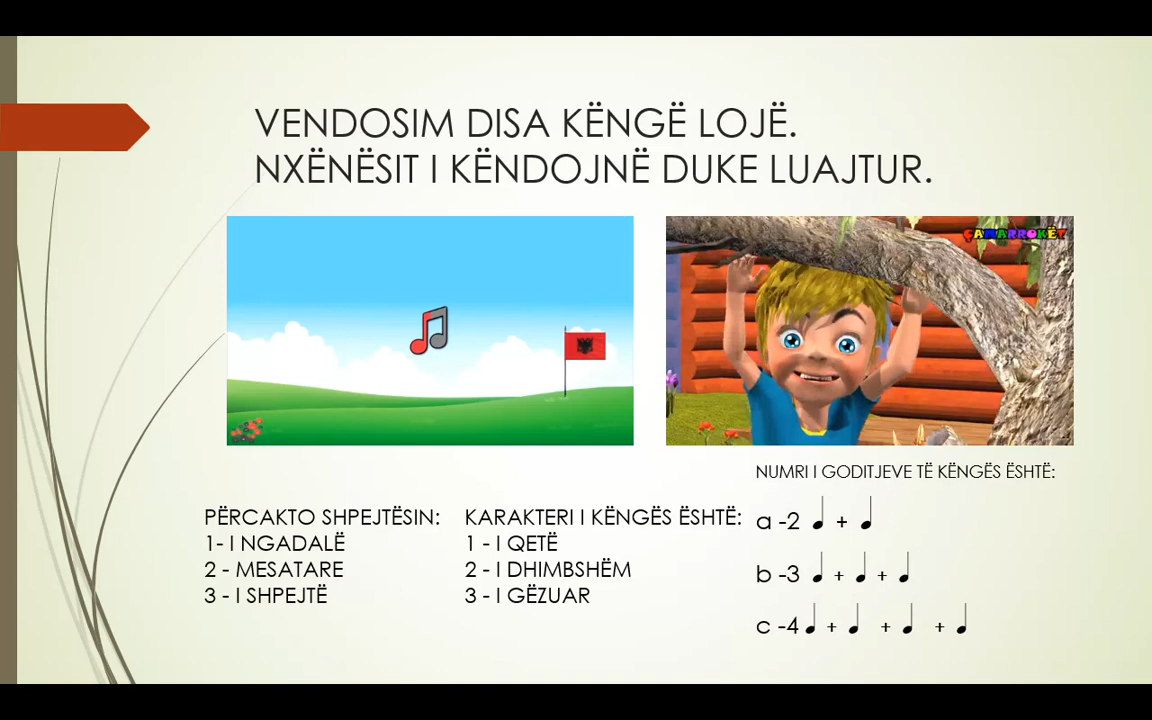 VENDOSIM DISA KËNGË LOJË.
NXËNËSIT I KËNDOJNË DUKE LUAJTUR.
ÇAMARROKËT
PËRCAKTO SHPEJTËSIN:
1- I NGADALË
2 - MESATARE
3 - I SHPEJTË
KARAKTERI I KËNGËS ËSHTË:
1 - I QETË
2 - I DHIMBSHËM
3 - I GËZUAR
NUMRI I GODITJEVE TË KËNGËS ËSHTË:
a -2 ♩ + ♩
b -3 ♩ + ♩ + ♩
c -4 ♩ + ♩ + ♩ + ♩